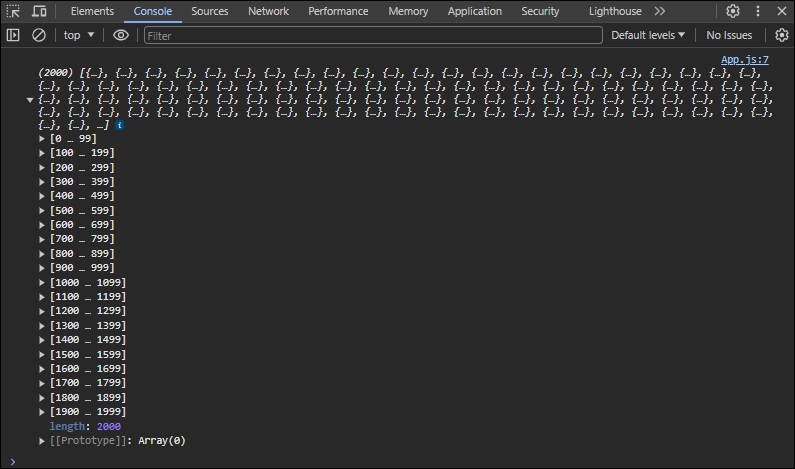 Elements Console Sources Network Performance Memory Application Security Lighthouse
top Filter Default levels No Issues
App.js:7
(2000) [{…}, {…}, {…}, {…}, {…}, {…}, {…}, {…}, {…}, {…}, {…}, {…}, {…}, {…}, {…}, {…}, {…}, {…}, {…}, {…}, {…}, {…}, {…},
{…}, {…}, {…}, {…}, {…}, {…}, {…}, {…}, {…}, {…}, {…}, {…}, {…}, {…}, {…}, {…}, {…}, {…}, {…}, {…}, {…}, {…}, {…}, {…}, {…},
{…}, {…}, {…}, {…}, {…}, {…}, {…}, {…}, {…}, {…}, {…}, {…}, {…}, {…}, {…}, {…}, {…}, {…}, {…}, {…}, {…}, {…}, {…}, {…}, {…},
{…}, {…}, {…}, {…}, {…}, {…}, {…}, {…}, {…}, {…}, {…}, {…}, {…}, {…}, {…}, {…}, {…}, {…}, {…}, {…}, {…}, {…}, {…}, {…}, {…},
{…}, {…}, …] i
[0 … 99]
[100 … 199]
[200 … 299]
[300 … 399]
[400 … 499]
[500 … 599]
[600 … 699]
[700 … 799]
[800 … 899]
[900 … 999]
[1000 … 1099]
[1100 … 1199]
[1200 … 1299]
[1300 … 1399]
[1400 … 1499]
[1500 … 1599]
[1600 … 1699]
[1700 … 1799]
[1800 … 1899]
[1900 … 1999]
length: 2000
[[Prototype]]: Array(0)